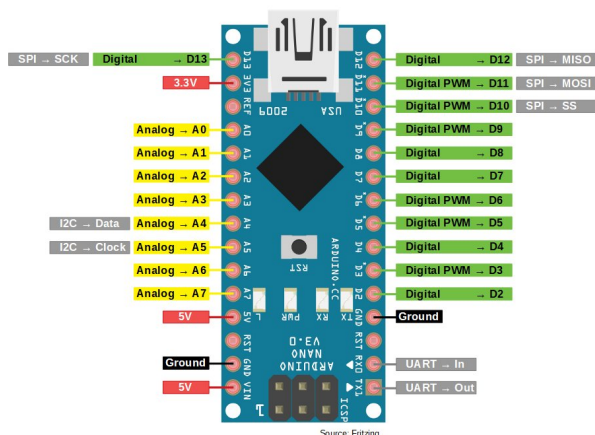 SPI → SCK
Digital → D13
3.3V
Analog → A0
Analog → A1
Analog → A2
Analog → A3
I2C → Data
Analog → A4
I2C → Clock
Analog → A5
Analog → A6
Analog → A7
5V
Ground
5V
D13
3V3
REF
A0
A1
A2
A3
A4
A5
A6
A7
5V
RST
GND
VIN
2009
USA
RST
ARDUINO.CC
L
PWR
RX
TX
V3.0
NANO
ARDUINO
ICSP
1
D12
D11
D10
D9
D8
D7
D6
D5
D4
D3
D2
GND
RST
RX0
TX1
Digital → D12
SPI → MISO
Digital PWM → D11
SPI → MOSI
Digital PWM → D10
SPI → SS
Digital PWM → D9
Digital → D8
Digital → D7
Digital PWM → D6
Digital PWM → D5
Digital → D4
Digital PWM → D3
Digital → D2
Ground
UART → In
UART → Out
Source: Fritzing